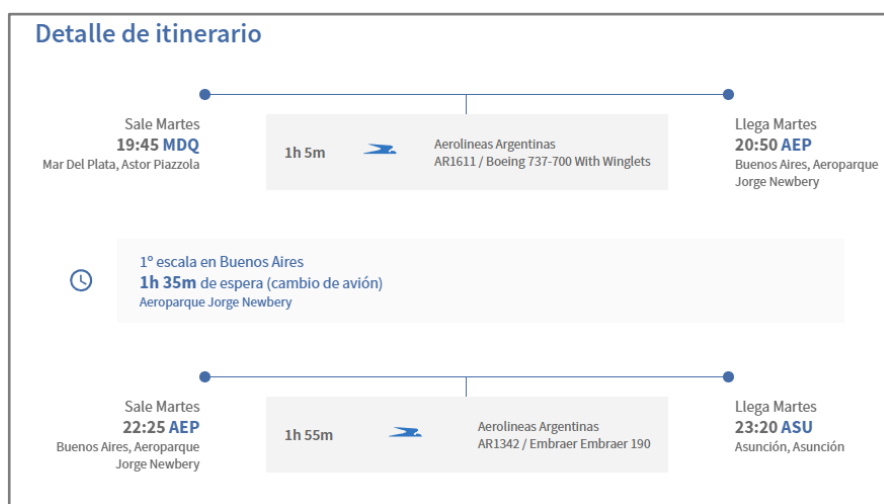 Detalle de itinerario
Sale Martes
19:45 MDQ
Mar Del Plata, Astor Piazzola
1h 5m
Aerolineas Argentinas
AR1611 / Boeing 737-700 With Winglets
Llega Martes
20:50 AEP
Buenos Aires, Aeroparque
Jorge Newbery
1º escala en Buenos Aires
1h 35m de espera (cambio de avión)
Aeroparque Jorge Newbery
Sale Martes
22:25 AEP
Buenos Aires, Aeroparque
Jorge Newbery
1h 55m
Aerolineas Argentinas
AR1342 / Embraer Embraer 190
Llega Martes
23:20 ASU
Asunción, Asunción